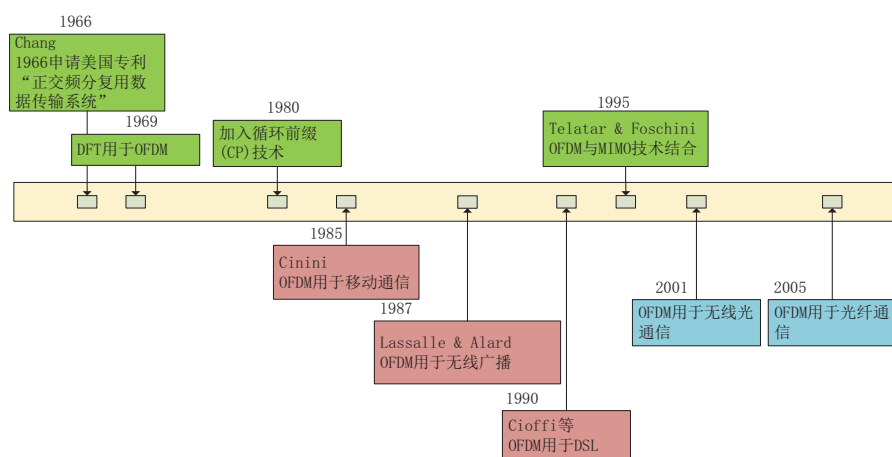 1966
Chang
1966申请美国专利
“正交频分复用数
据传输系统”
1969
DFT用于OFDM
1980
加入循环前缀
(CP)技术
1995
Telatar & Foschini
OFDM与MIMO技术结合
1985
Cinini
OFDM用于移动通信
1987
Lassalle & Alard
OFDM用于无线广播
1990
Cioffi等
OFDM用于DSL
2001
OFDM用于无线光
通信
2005
OFDM用于光纤通
信